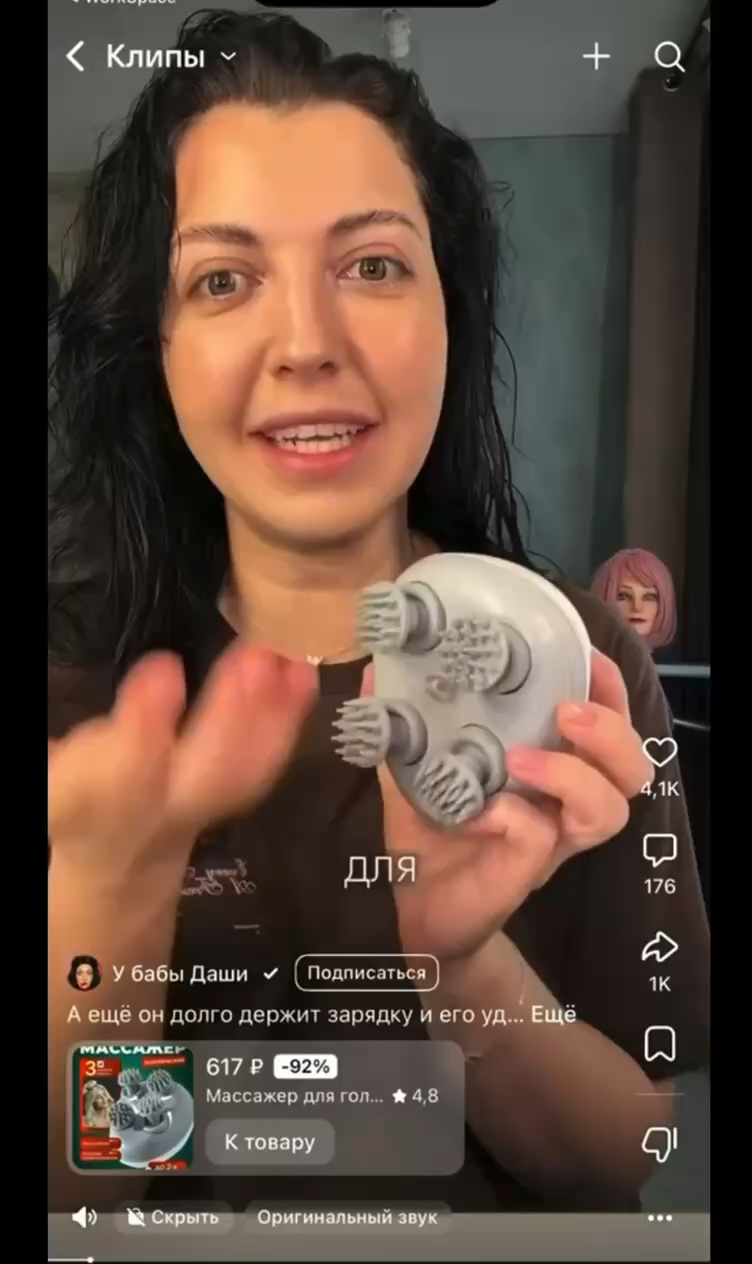 Клипы
ДЛЯ
4,1K
176
1K
У бабы Даши
Подписаться
А ещё он долго держит зарядку и его уд... Ещё
МАССАЖЕР
3
617 ₽ -92%
Массажер для гол... ★ 4,8
К товару
Скрыть
Оригинальный звук